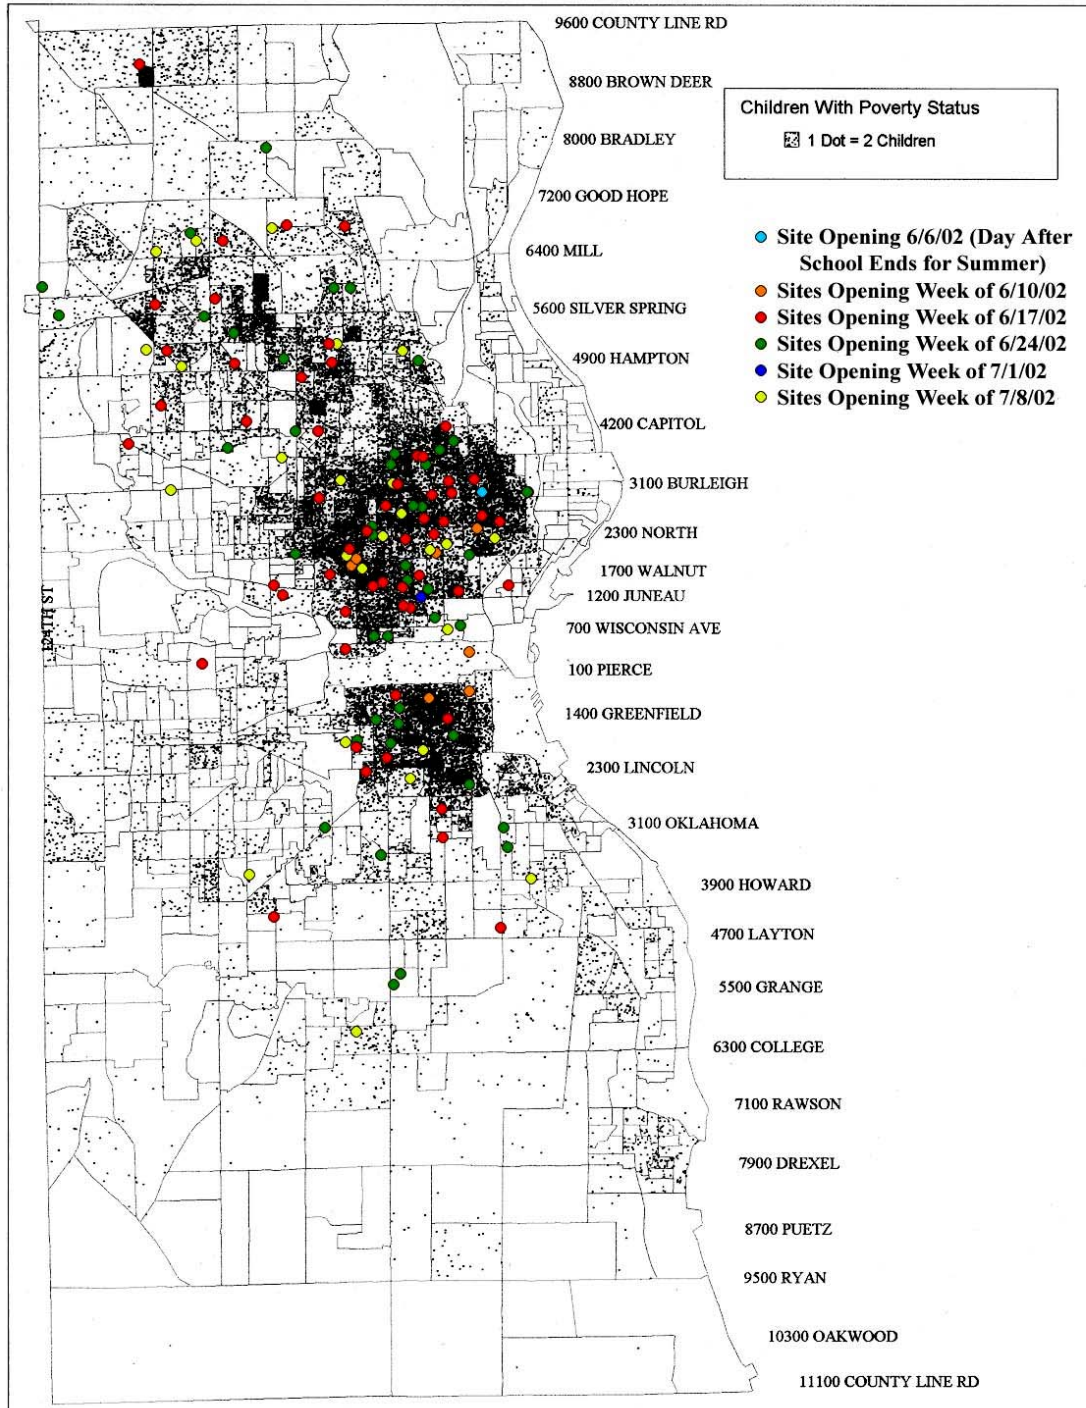 9600 COUNTY LINE RD
8800 BROWN DEER
Children With Poverty Status
1 Dot = 2 Children
8000 BRADLEY
7200 GOOD HOPE
6400 MILL
Site Opening 6/6/02 (Day After
School Ends for Summer)
Sites Opening Week of 6/10/02
Sites Opening Week of 6/17/02
Sites Opening Week of 6/24/02
Site Opening Week of 7/1/02
Sites Opening Week of 7/8/02
5600 SILVER SPRING
4900 HAMPTON
4200 CAPITOL
3100 BURLEIGH
2300 NORTH
1700 WALNUT
1200 JUNEAU
124TH ST
700 WISCONSIN AVE
100 PIERCE
1400 GREENFIELD
2300 LINCOLN
3100 OKLAHOMA
3900 HOWARD
4700 LAYTON
5500 GRANGE
6300 COLLEGE
7100 RAWSON
7900 DREXEL
8700 PUETZ
9500 RYAN
10300 OAKWOOD
11100 COUNTY LINE RD